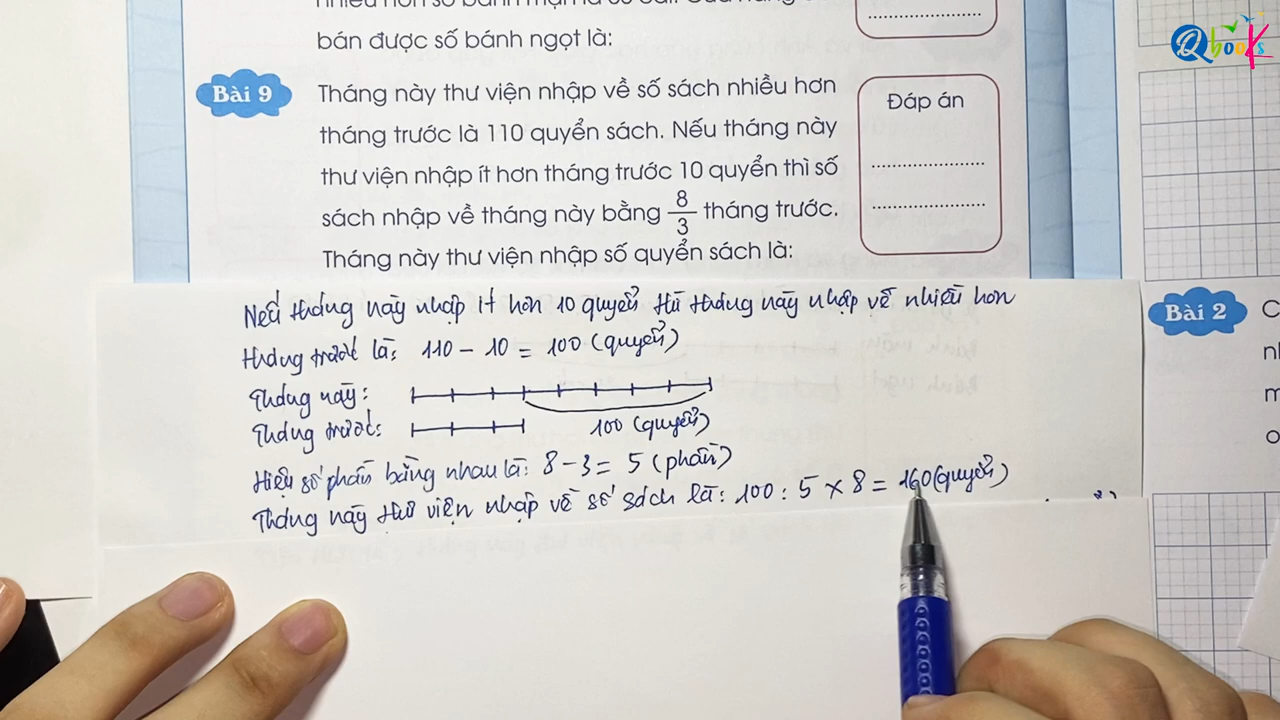 bán được số bánh ngọt là:
Qbooks
Bài 9
Tháng này thư viện nhập về số sách nhiều hơn
tháng trước là 110 quyển sách. Nếu tháng này
thư viện nhập ít hơn tháng trước 10 quyển thì số
sách nhập về tháng này bằng 8/3 tháng trước.
Tháng này thư viện nhập số quyển sách là:
Đáp án
Nếu tháng này nhập ít hơn 10 quyển thì tháng này nhập về nhiều hơn
tháng trước là: 110 - 10 = 100 (quyển)
Tháng này:
Tháng trước:
100 (quyển)
Hiệu số phần bằng nhau là: 8 - 3 = 5 (phần)
Tháng này thư viện nhập về số sách là: 100 : 5 x 8 = 160 (quyển)
Bài 2